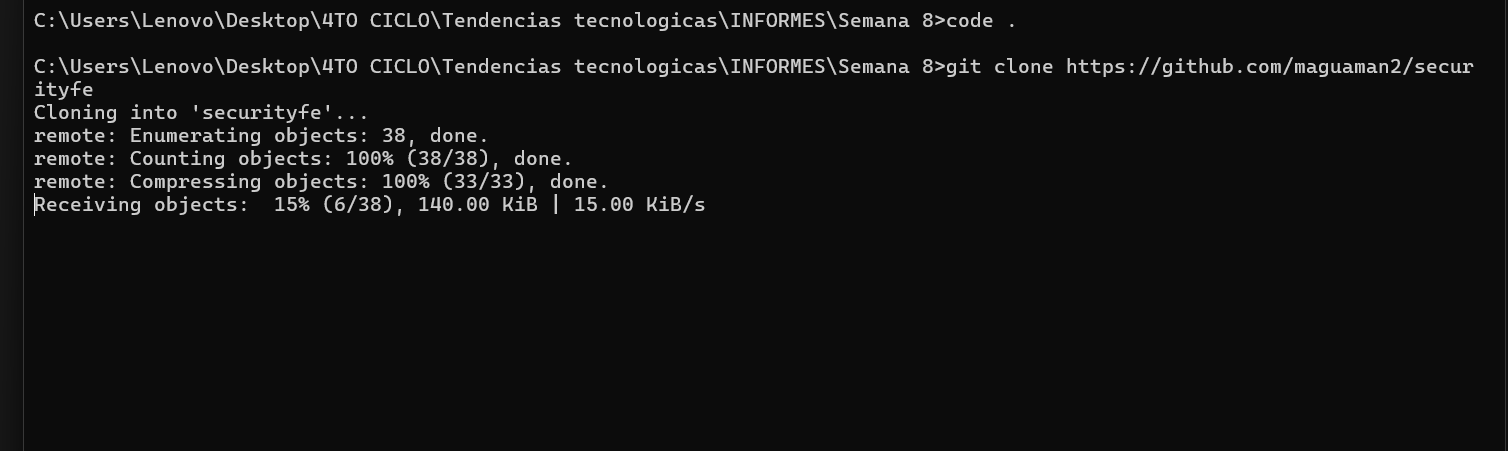 C:\Users\Lenovo\Desktop\4TO CICLO\Tendencias tecnologicas\INFORMES\Semana 8>code .
C:\Users\Lenovo\Desktop\4TO CICLO\Tendencias tecnologicas\INFORMES\Semana 8>git clone https://github.com/maguaman2/secur
ityfe
Cloning into 'securityfe'...
remote: Enumerating objects: 38, done.
remote: Counting objects: 100% (38/38), done.
remote: Compressing objects: 100% (33/33), done.
Receiving objects:  15% (6/38), 140.00 KiB | 15.00 KiB/s